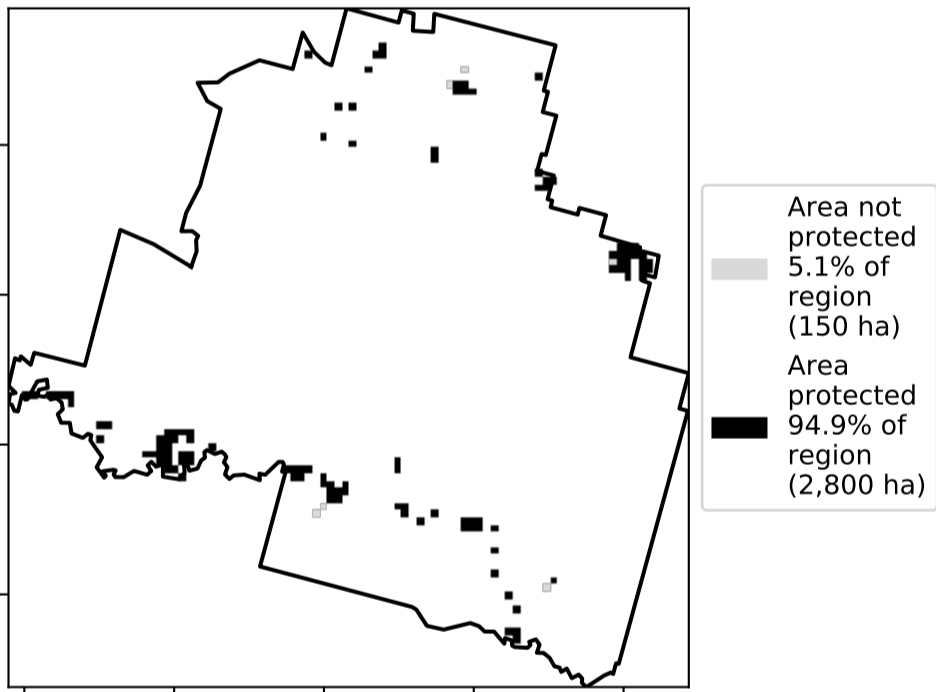 Area not
protected
5.1% of
region
(150 ha)
Area
protected
94.9% of
region
(2,800 ha)